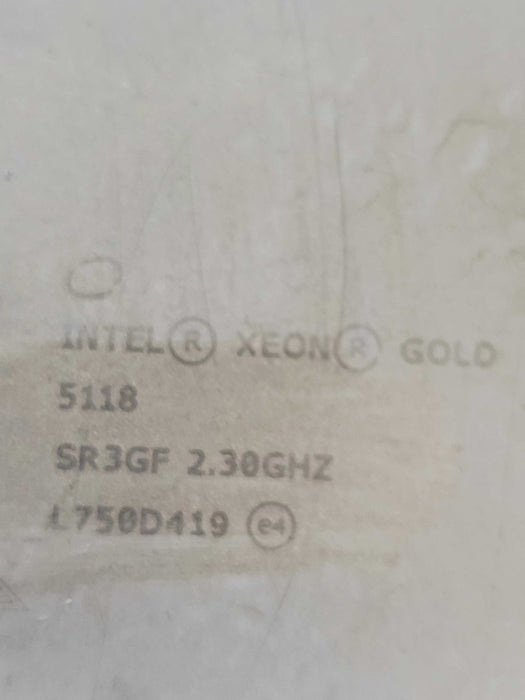 INTEL® XEON® GOLD
5118
SR3GF 2.30GHZ
L750D419 e4